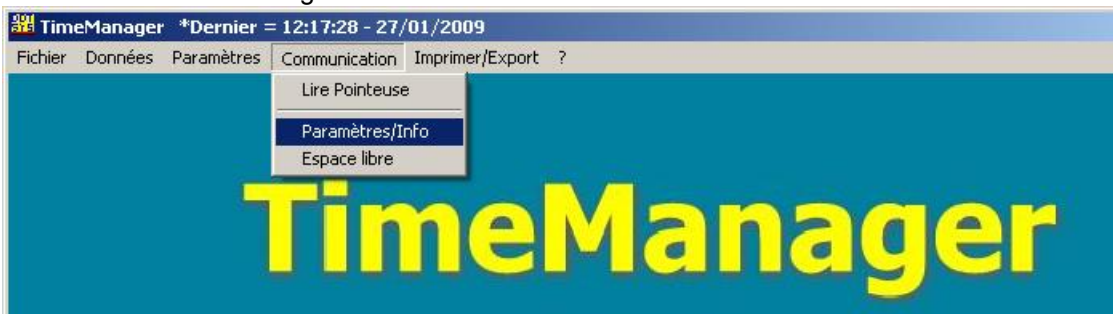 TimeManager *Dernier = 12:17:28 - 27/01/2009
Fichier Données Paramètres Communication Imprimer/Export ?
Lire Pointeuse
Paramètres/Info
Espace libre
TimeManager